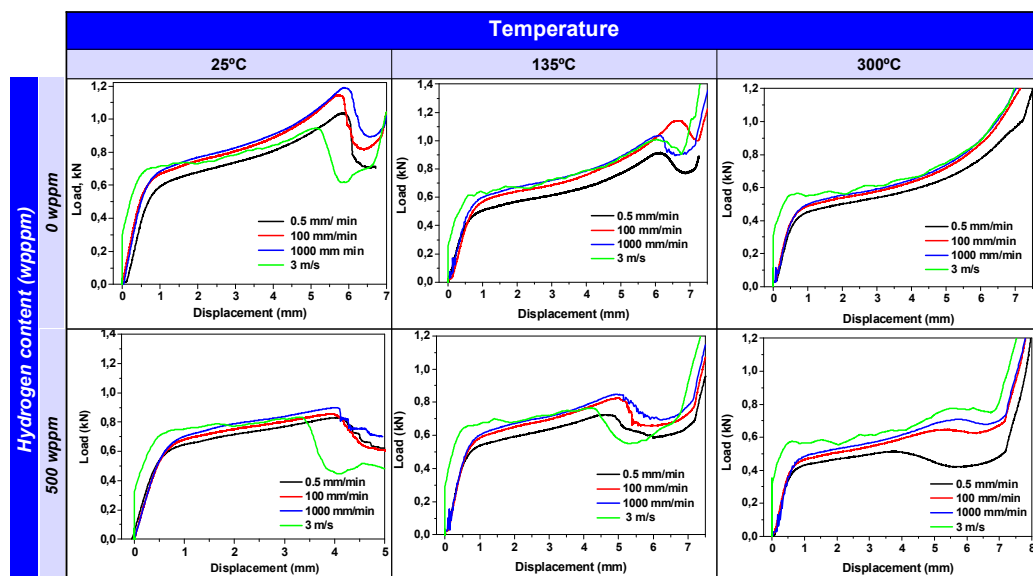 Temperature
25ºC
135ºC
300ºC
Hydrogen content (wpppm)
0 wppm
Load, kN
1,2
1,0
0,8
0,6
0,4
0,2
0,0
0.5 mm/ min
100 mm/min
1000 mm min
3 m/s
0 1 2 3 4 5 6 7
Displacement (mm)
Load, (kN)
1,4
1,2
1,0
0,8
0,6
0,4
0,2
0,0
0.5 mm/min
100 mm/min
1000 mm/min
3 m/s
0 1 2 3 4 5 6 7
Displacement (mm)
Load (kN)
1,2
1,0
0,8
0,6
0,4
0,2
0,0
0.5 mm/min
100 mm/min
1000 mm/min
3 m/s
0 1 2 3 4 5 6 7
Displacement (mm)
500 wppm
Load (kN)
1,4
1,2
1,0
0,8
0,6
0,4
0,2
0,0
0.5 mm/min
100 mm/min
1000 mm/min
3 m/s
0 1 2 3 4 5
Displacement (mm)
Load (kN)
1,2
1,0
0,8
0,6
0,4
0,2
0,0
0.5 mm/min
100 mm/min
1000 mm/min
3 m/s
0 1 2 3 4 5 6 7
Displacement (mm)
Load (kN)
1,2
1,0
0,8
0,6
0,4
0,2
0,0
0.5 mm/min
100 mm/min
1000 mm/min
3 m/s
0 1 2 3 4 5 6 7 8
Displacement (mm)